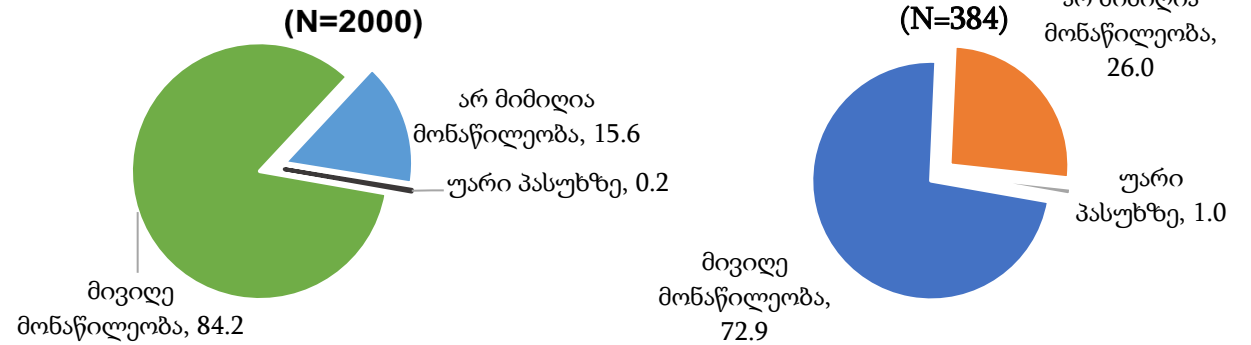 (N=2000)
არ მიმიღია
მონაწილეობა, 15.6
უარი პასუხზე, 0.2
მივიღე
მონაწილეობა, 84.2
(N=384)
მონაწილეობა,
26.0
უარი
პასუხზე, 1.0
მივიღე
მონაწილეობა,
72.9